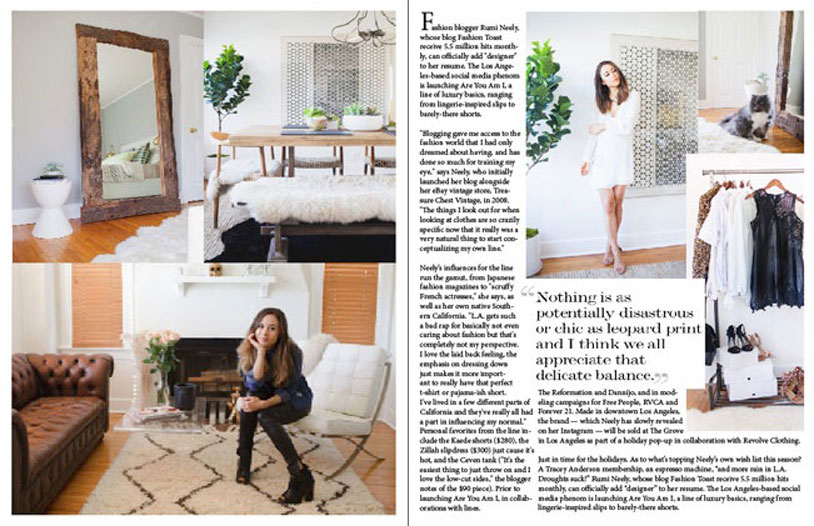 Fashion blogger Rumi Neely,
whose blog Fashion Toast
receive 5.5 million hits month-
ly, can officially add "designer"
to her resume. The Los Ange-
les-based social media phenom
is launching Are You Am I, a
line of luxury basics, ranging
from lingerie-inspired slips to
barely-there shorts.
"Blogging gave me access to the
fashion world that I had only
dreamed about having, and has
done so much for training my
eye," says Neely, who initially
launched her blog alongside
her eBay vintage store, Trea-
sure Chest Vintage, in 2008.
"The things I look out for when
looking at clothes are so crazily
specific now that it really was a
very natural thing to start con-
ceptualizing my own line."
Neely's influences for the line
run the gamut, from Japanese
fashion magazines to "scruffy
French actresses," she says, as
well as her own native South-
ern California. "L.A. gets such
a bad rap for basically not even
caring about fashion but that's
completely not my perspective.
I love the laid back feeling, the
emphasis on dressing down
just makes it more import-
ant to really have that perfect
t-shirt or pajama-ish short.
I've lived in a few different parts of
California and they've really all had
a part in influencing my normal."
Personal favorites from the line in-
clude the Kaede shorts ($280), the
Zillah slipdress ($300) just cause it's
hot, and the Ceven tank ("It's the
easiest thing to just throw on and I
love the low-cut sides," the blogger
notes of the $90 piece). Prior to
launching Are You Am I, in collab-
orations with lines.
"Nothing is as
potentially disastrous
or chic as leopard print
and I think we all
appreciate that
delicate balance."
The Reformation and Dannijo, and in mod-
eling campaigns for Free People, RVCA and
Forever 21. Made in downtown Los Angeles,
the brand — which Neely has slowly revealed
on her Instagram — will be sold at The Grove
in Los Angeles as part of a holiday pop-up in collaboration with Revolve Clothing.
Just in time for the holidays. As to what's topping Neely's own wish list this season?
A Tracey Anderson membership, an espresso machine, "and more rain in L.A.
Droughts suck!" Rumi Neely, whose blog Fashion Toast receive 5.5 million hits
monthly, can officially add "designer" to her resume. The Los Angeles-based social
media phenom is launching Are You Am I, a line of luxury basics, ranging from
lingerie-inspired slips to barely-there shorts.